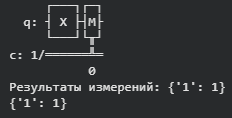 ┌───┐┌─┐
  q: ┤ X ├┤M├
     └───┘└╥┘
c: 1/══════╩═
           0
Результаты измерений: {'1': 1}
{'1': 1}